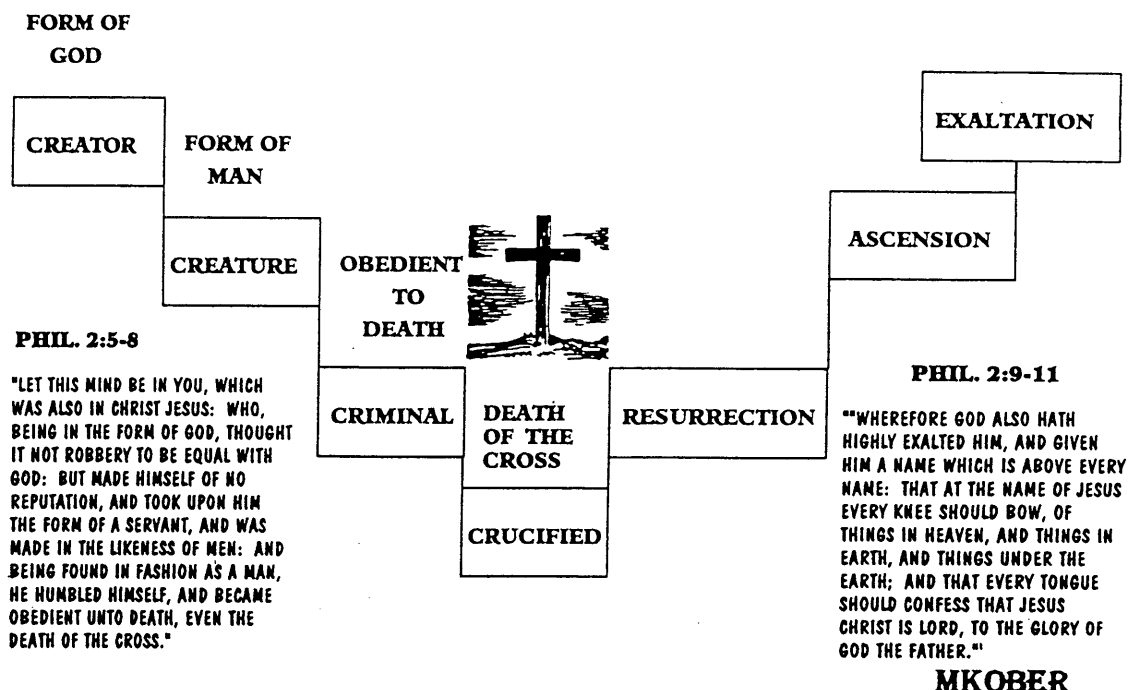 FORM OF
GOD
CREATOR
FORM OF
MAN
CREATURE
OBEDIENT
TO
DEATH
CRIMINAL
DEATH
OF THE
CROSS
CRUCIFIED
RESURRECTION
ASCENSION
EXALTATION
PHIL. 2:5-8
"LET THIS MIND BE IN YOU, WHICH
WAS ALSO IN CHRIST JESUS: WHO,
BEING IN THE FORM OF GOD, THOUGHT
IT NOT ROBBERY TO BE EQUAL WITH
GOD: BUT MADE HIMSELF OF NO
REPUTATION, AND TOOK UPON HIM
THE FORM OF A SERVANT, AND WAS
MADE IN THE LIKENESS OF MEN: AND
BEING FOUND IN FASHION AS A MAN,
HE HUMBLED HIMSELF, AND BECAME
OBEDIENT UNTO DEATH, EVEN THE
DEATH OF THE CROSS."
PHIL. 2:9-11
""WHEREFORE GOD ALSO HATH
HIGHLY EXALTED HIM, AND GIVEN
HIM A NAME WHICH IS ABOVE EVERY
NAME: THAT AT THE NAME OF JESUS
EVERY KNEE SHOULD BOW, OF
THINGS IN HEAVEN, AND THINGS IN
EARTH, AND THINGS UNDER THE
EARTH; AND THAT EVERY TONGUE
SHOULD CONFESS THAT JESUS
CHRIST IS LORD, TO THE GLORY OF
GOD THE FATHER."'
MKOBER